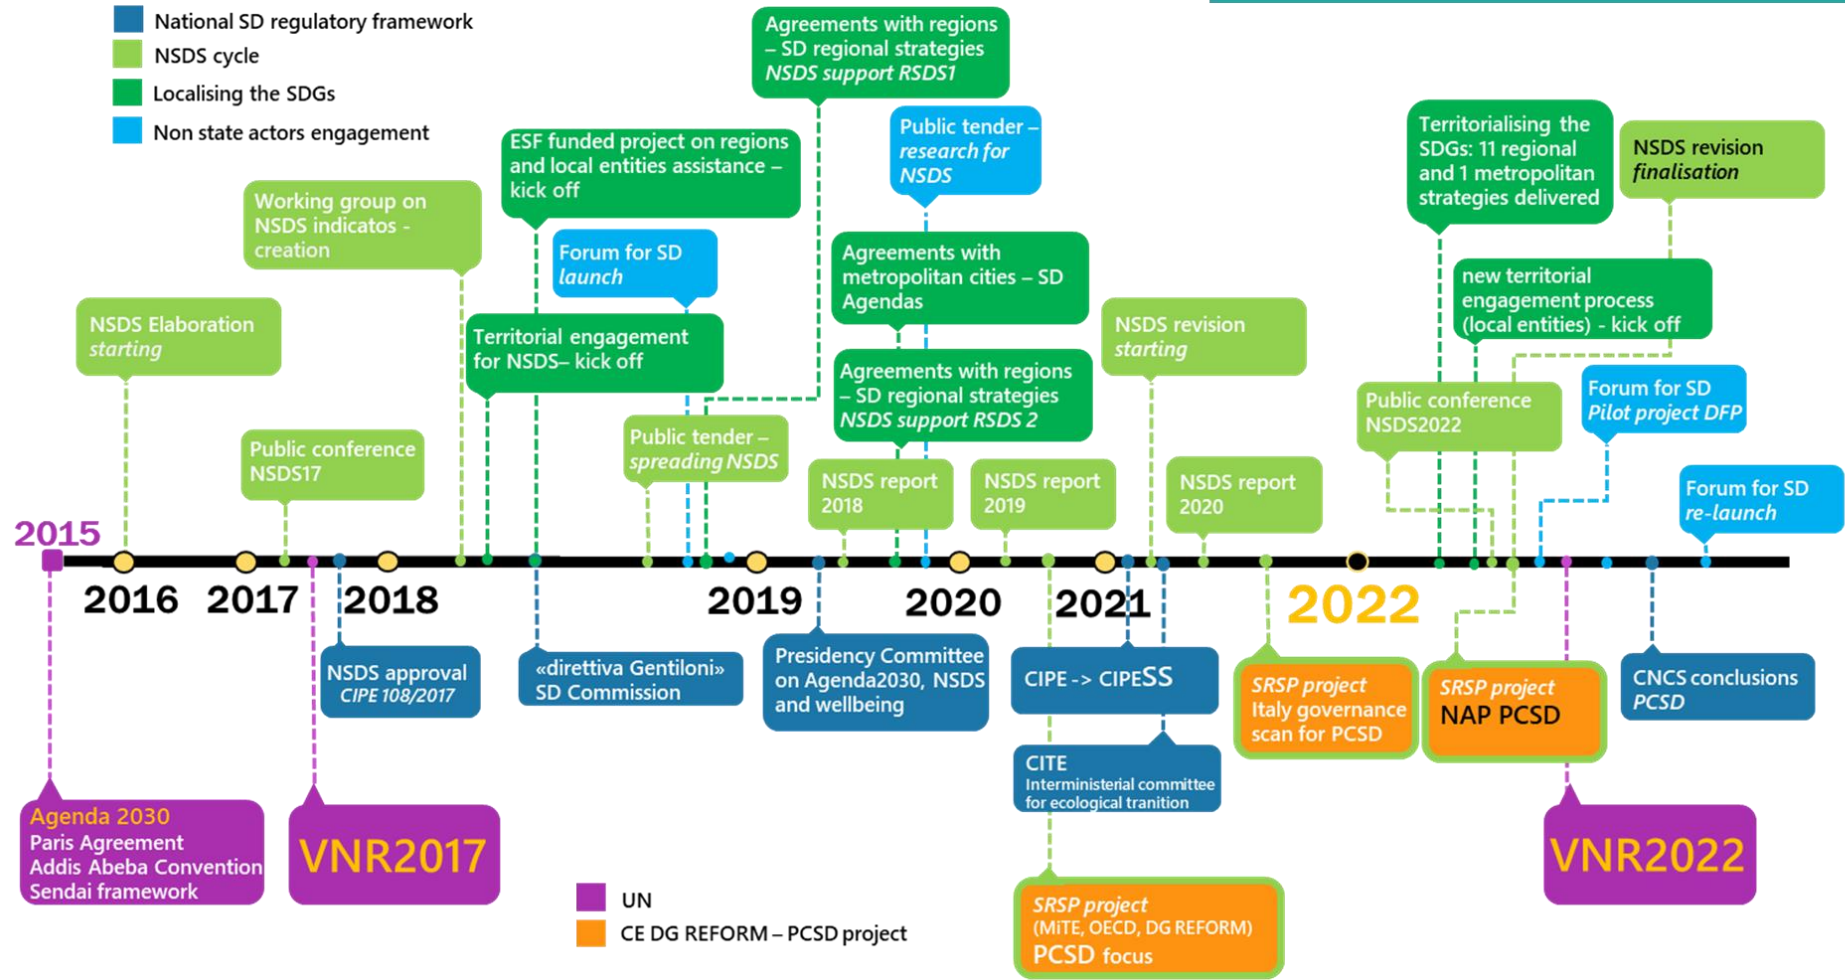 National SD regulatory framework
NSDS cycle
Localising the SDGs
Non state actors engagement
Agreements with regions
– SD regional strategies
NSDS support RSDS1
Public tender –
research for
NSDS
ESF funded project on regions
and local entities assistance –
kick off
Working group on
NSDS indicatos -
creation
Forum for SD
launch
NSDS Elaboration
starting
Territorial engagement
for NSDS– kick off
Agreements with
metropolitan cities – SD
Agendas
Agreements with regions
– SD regional strategies
NSDS support RSDS 2
NSDS revision
starting
Territorialising the
SDGs: 11 regional
and 1 metropolitan
strategies delivered
NSDS revision
finalisation
new territorial
engagement process
(local entities) - kick off
Public conference
NSDS2022
Forum for SD
Pilot project DFP
Public conference
NSDS17
Public tender –
spreading NSDS
NSDS report
2018
NSDS report
2019
NSDS report
2020
Forum for SD
re-launch
2015
2016
2017
2018
2019
2020
2021
2022
NSDS approval
CIPE 108/2017
«direttiva Gentiloni»
SD Commission
Presidency Committee
on Agenda2030, NSDS
and wellbeing
CIPE -> CIPESS
CITE
Interministerial committee
for ecological tranition
SRSP project
Italy governance
scan for PCSD
SRSP project
NAP PCSD
CNCS conclusions
PCSD
Agenda 2030
Paris Agreement
Addis Abeba Convention
Sendai framework
VNR2017
VNR2022
UN
CE DG REFORM – PCSD project
SRSP project
(MiTE, OECD, DG REFORM)
PCSD focus